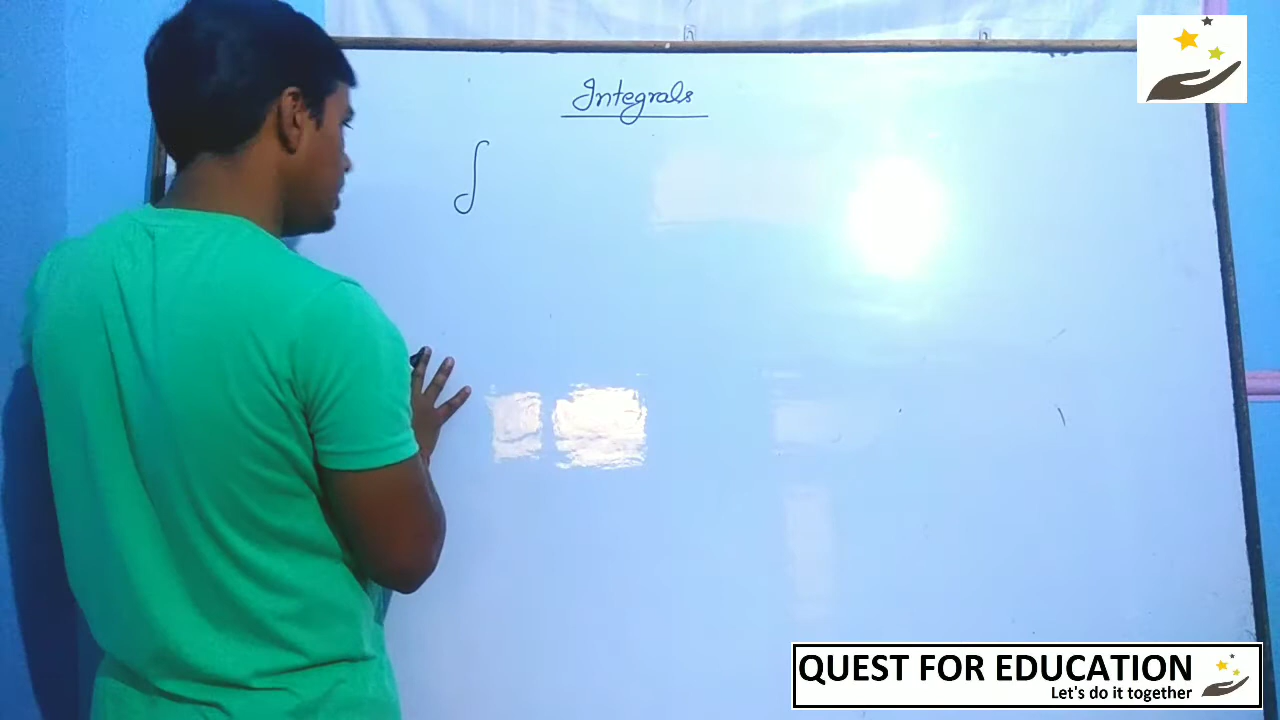 Integrals
∫
QUEST FOR EDUCATION
Let's do it together